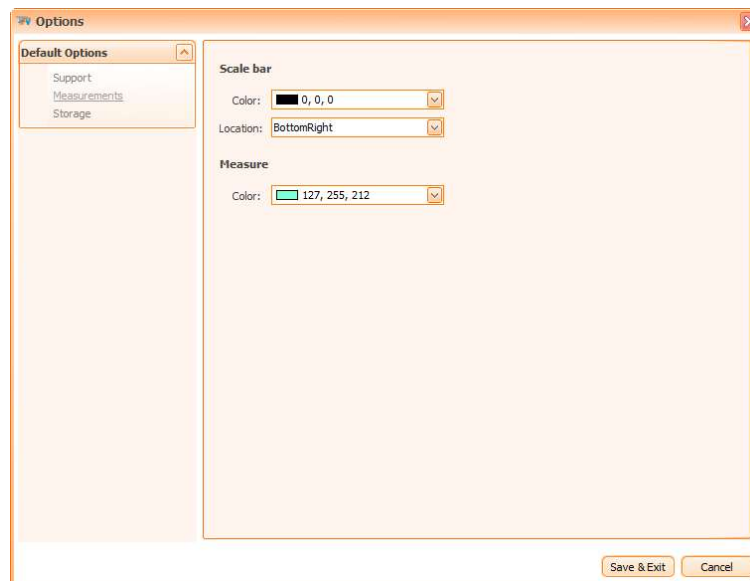 Options
Default Options
Support
Measurements
Storage
Scale bar
Color: 0, 0, 0
Location: BottomRight
Measure
Color: 127, 255, 212
Save & Exit
Cancel